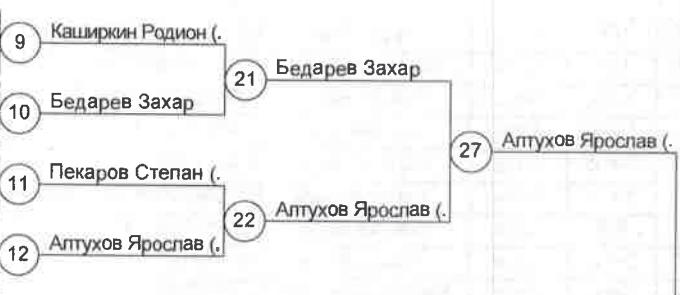 9 Каширкин Родион (.
10 Бедарев Захар
21 Бедарев Захар
11 Пекаров Степан (.
12 Алтухов Ярослав (.
22 Алтухов Ярослав (.
27 Алтухов Ярослав (.